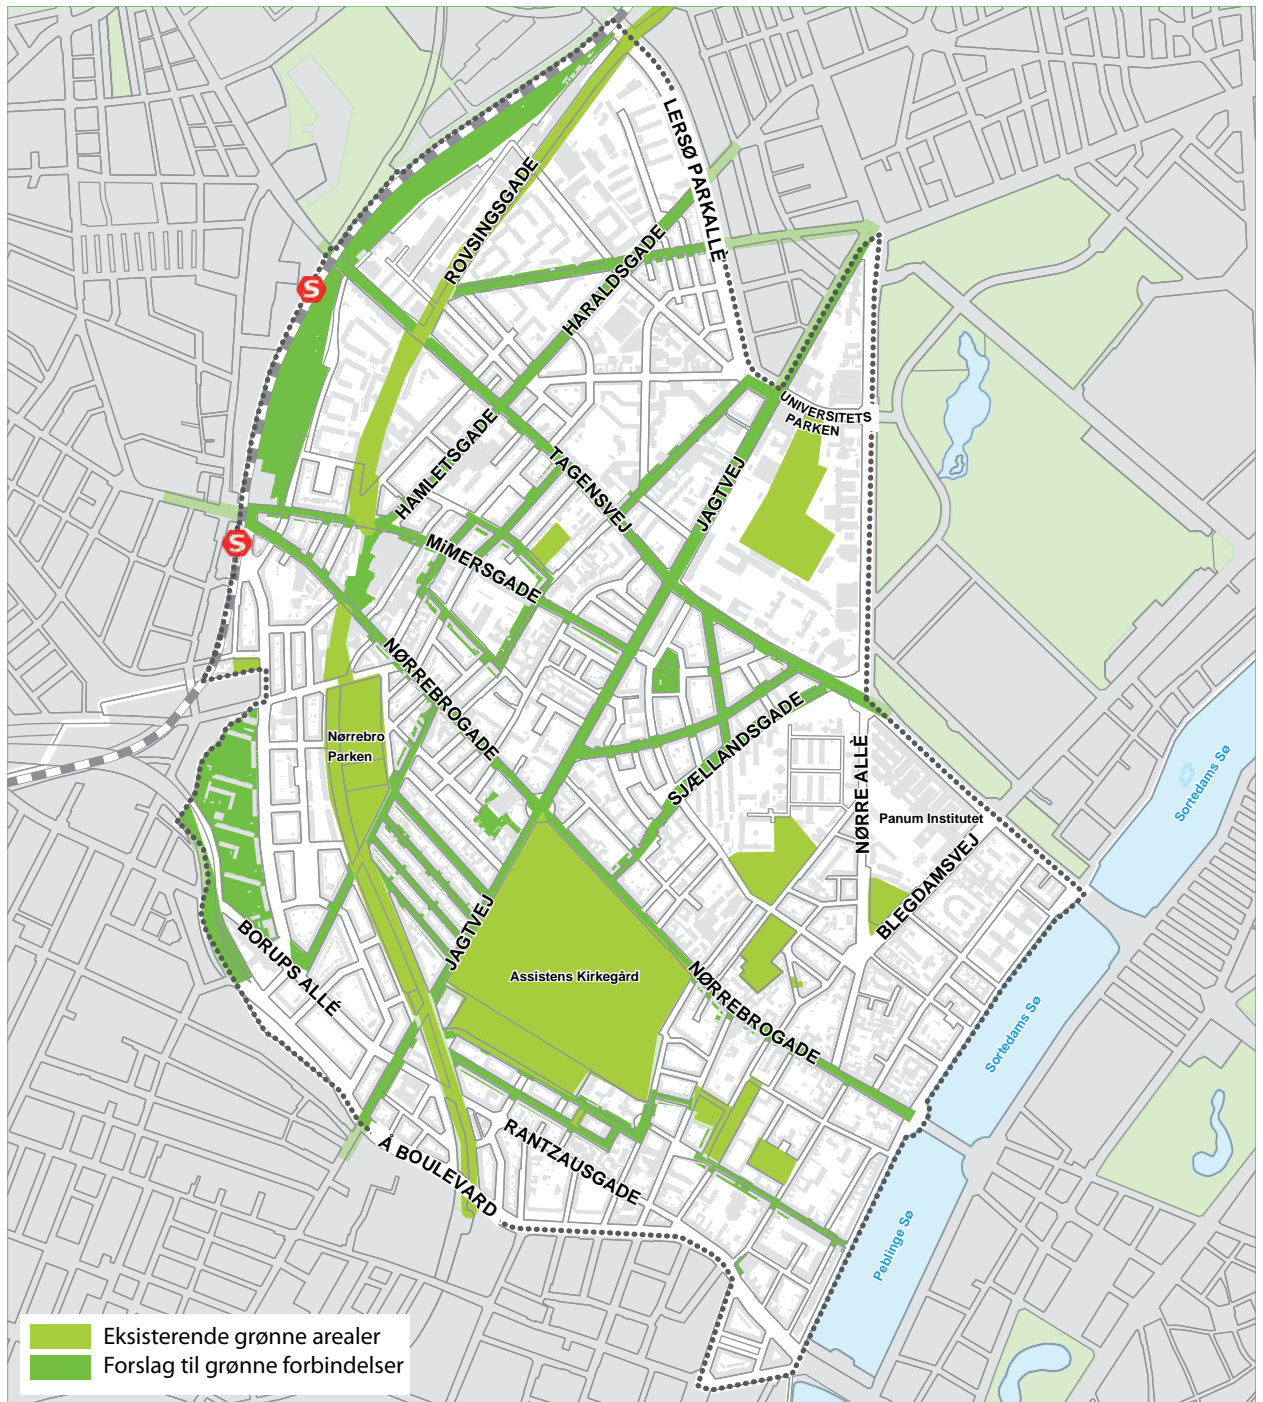 LERSØ PARKALLÈ
ROVSINGSGADE
HARALDSGADE
S
UNIVERSITETS
PARKEN
HAMLETSGADE
TAGENSVEJ
JAGTVEJ
S
MiMERSGADE
NØRREBROGADE
Nørrebro
Parken
SJÆLLANDSGADE
NØRRE ALLÈ
Panum Institutet
BLEGDAMSVEJ
Sortedams Sø
JAGTVEJ
BORUPS ALLÉ
Assistens Kirkegård
NØRREBROGADE
Sortedams Sø
RANTZAUSGADE
Å BOULEVARD
Peblinge Sø
Eksisterende grønne arealer
Forslag til grønne forbindelser